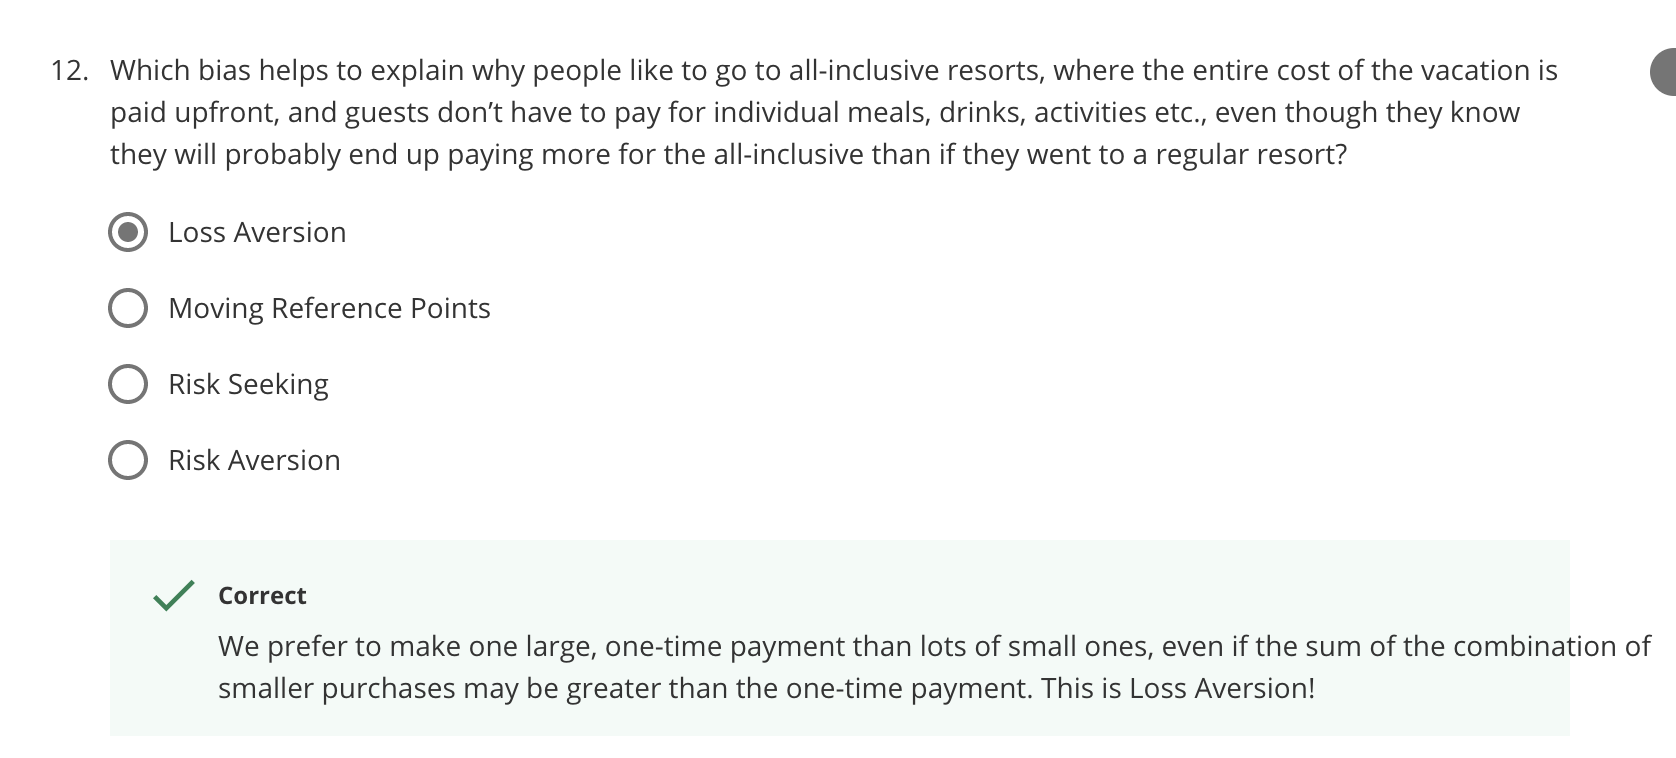 12. Which bias helps to explain why people like to go to all-inclusive resorts, where the entire cost of the vacation is
paid upfront, and guests don’t have to pay for individual meals, drinks, activities etc., even though they know
they will probably end up paying more for the all-inclusive than if they went to a regular resort?
Loss Aversion
Moving Reference Points
Risk Seeking
Risk Aversion
Correct
We prefer to make one large, one-time payment than lots of small ones, even if the sum of the combination of
smaller purchases may be greater than the one-time payment. This is Loss Aversion!